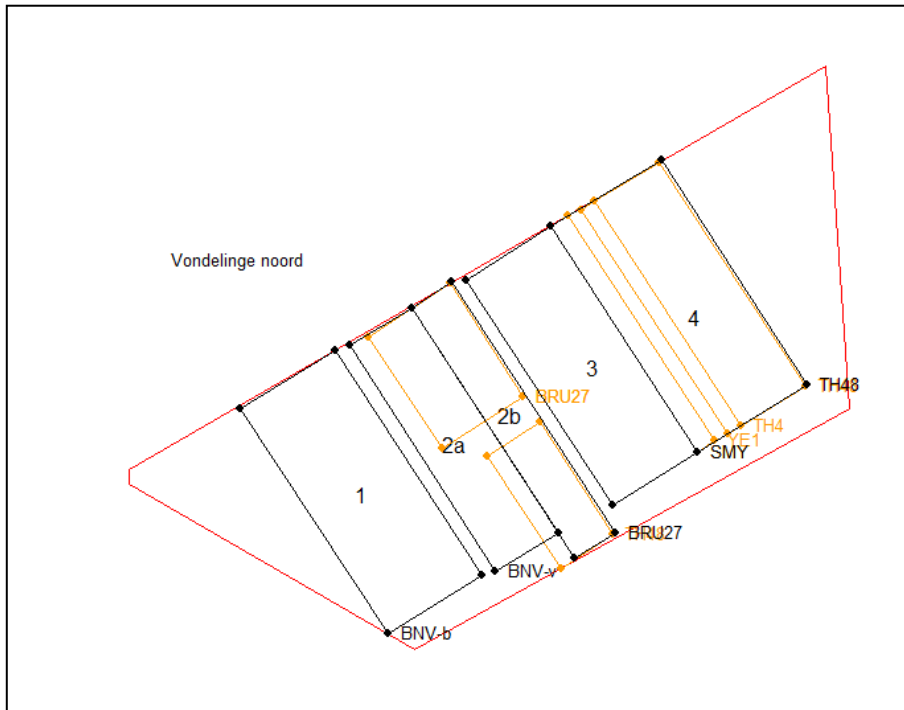 Vondelinge noord
4
3
TH48
BRU27
2b
TH4
2a
YE1
SMY
1
BRU27
BNV-v
BNV-b